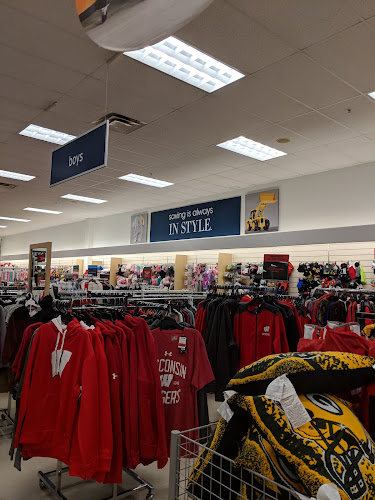 boys
saving is always
IN STYLE
W
WISCONSIN
W
BADGERS
W
G